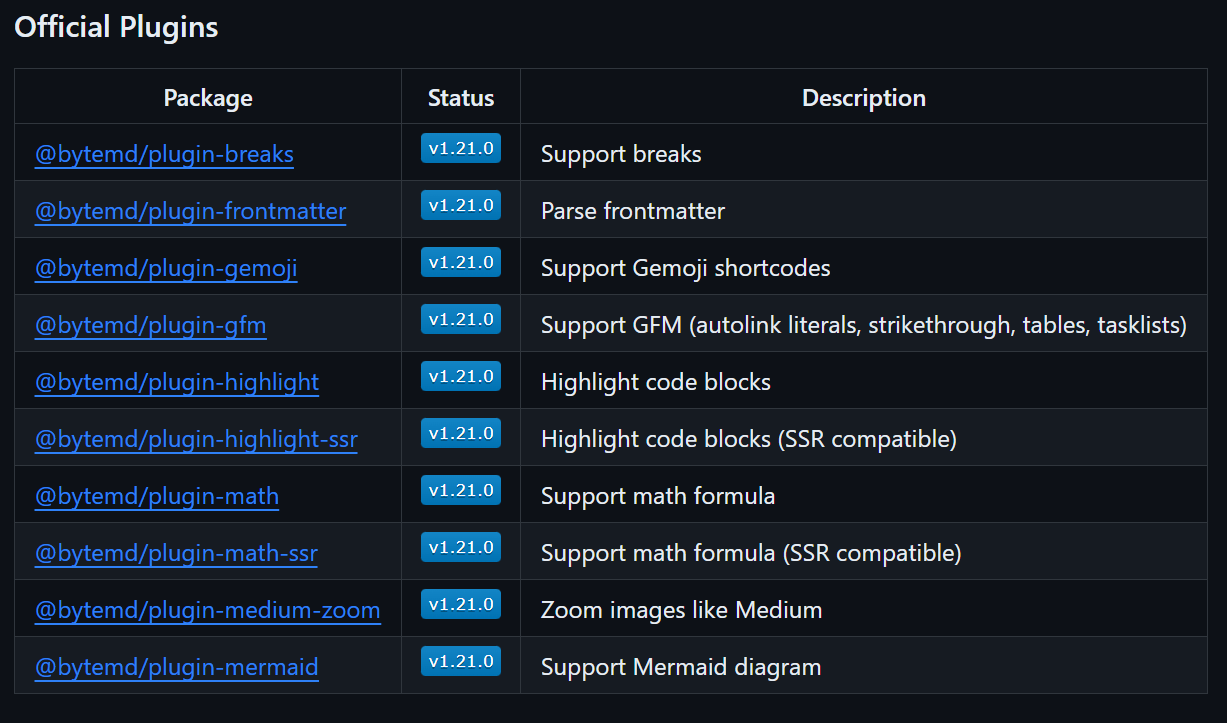 Official Plugins
Package Status Description
@bytemd/plugin-breaks v1.21.0 Support breaks
@bytemd/plugin-frontmatter v1.21.0 Parse frontmatter
@bytemd/plugin-gemoji v1.21.0 Support Gemoji shortcodes
@bytemd/plugin-gfm v1.21.0 Support GFM (autolink literals, strikethrough, tables, tasklists)
@bytemd/plugin-highlight v1.21.0 Highlight code blocks
@bytemd/plugin-highlight-ssr v1.21.0 Highlight code blocks (SSR compatible)
@bytemd/plugin-math v1.21.0 Support math formula
@bytemd/plugin-math-ssr v1.21.0 Support math formula (SSR compatible)
@bytemd/plugin-medium-zoom v1.21.0 Zoom images like Medium
@bytemd/plugin-mermaid v1.21.0 Support Mermaid diagram